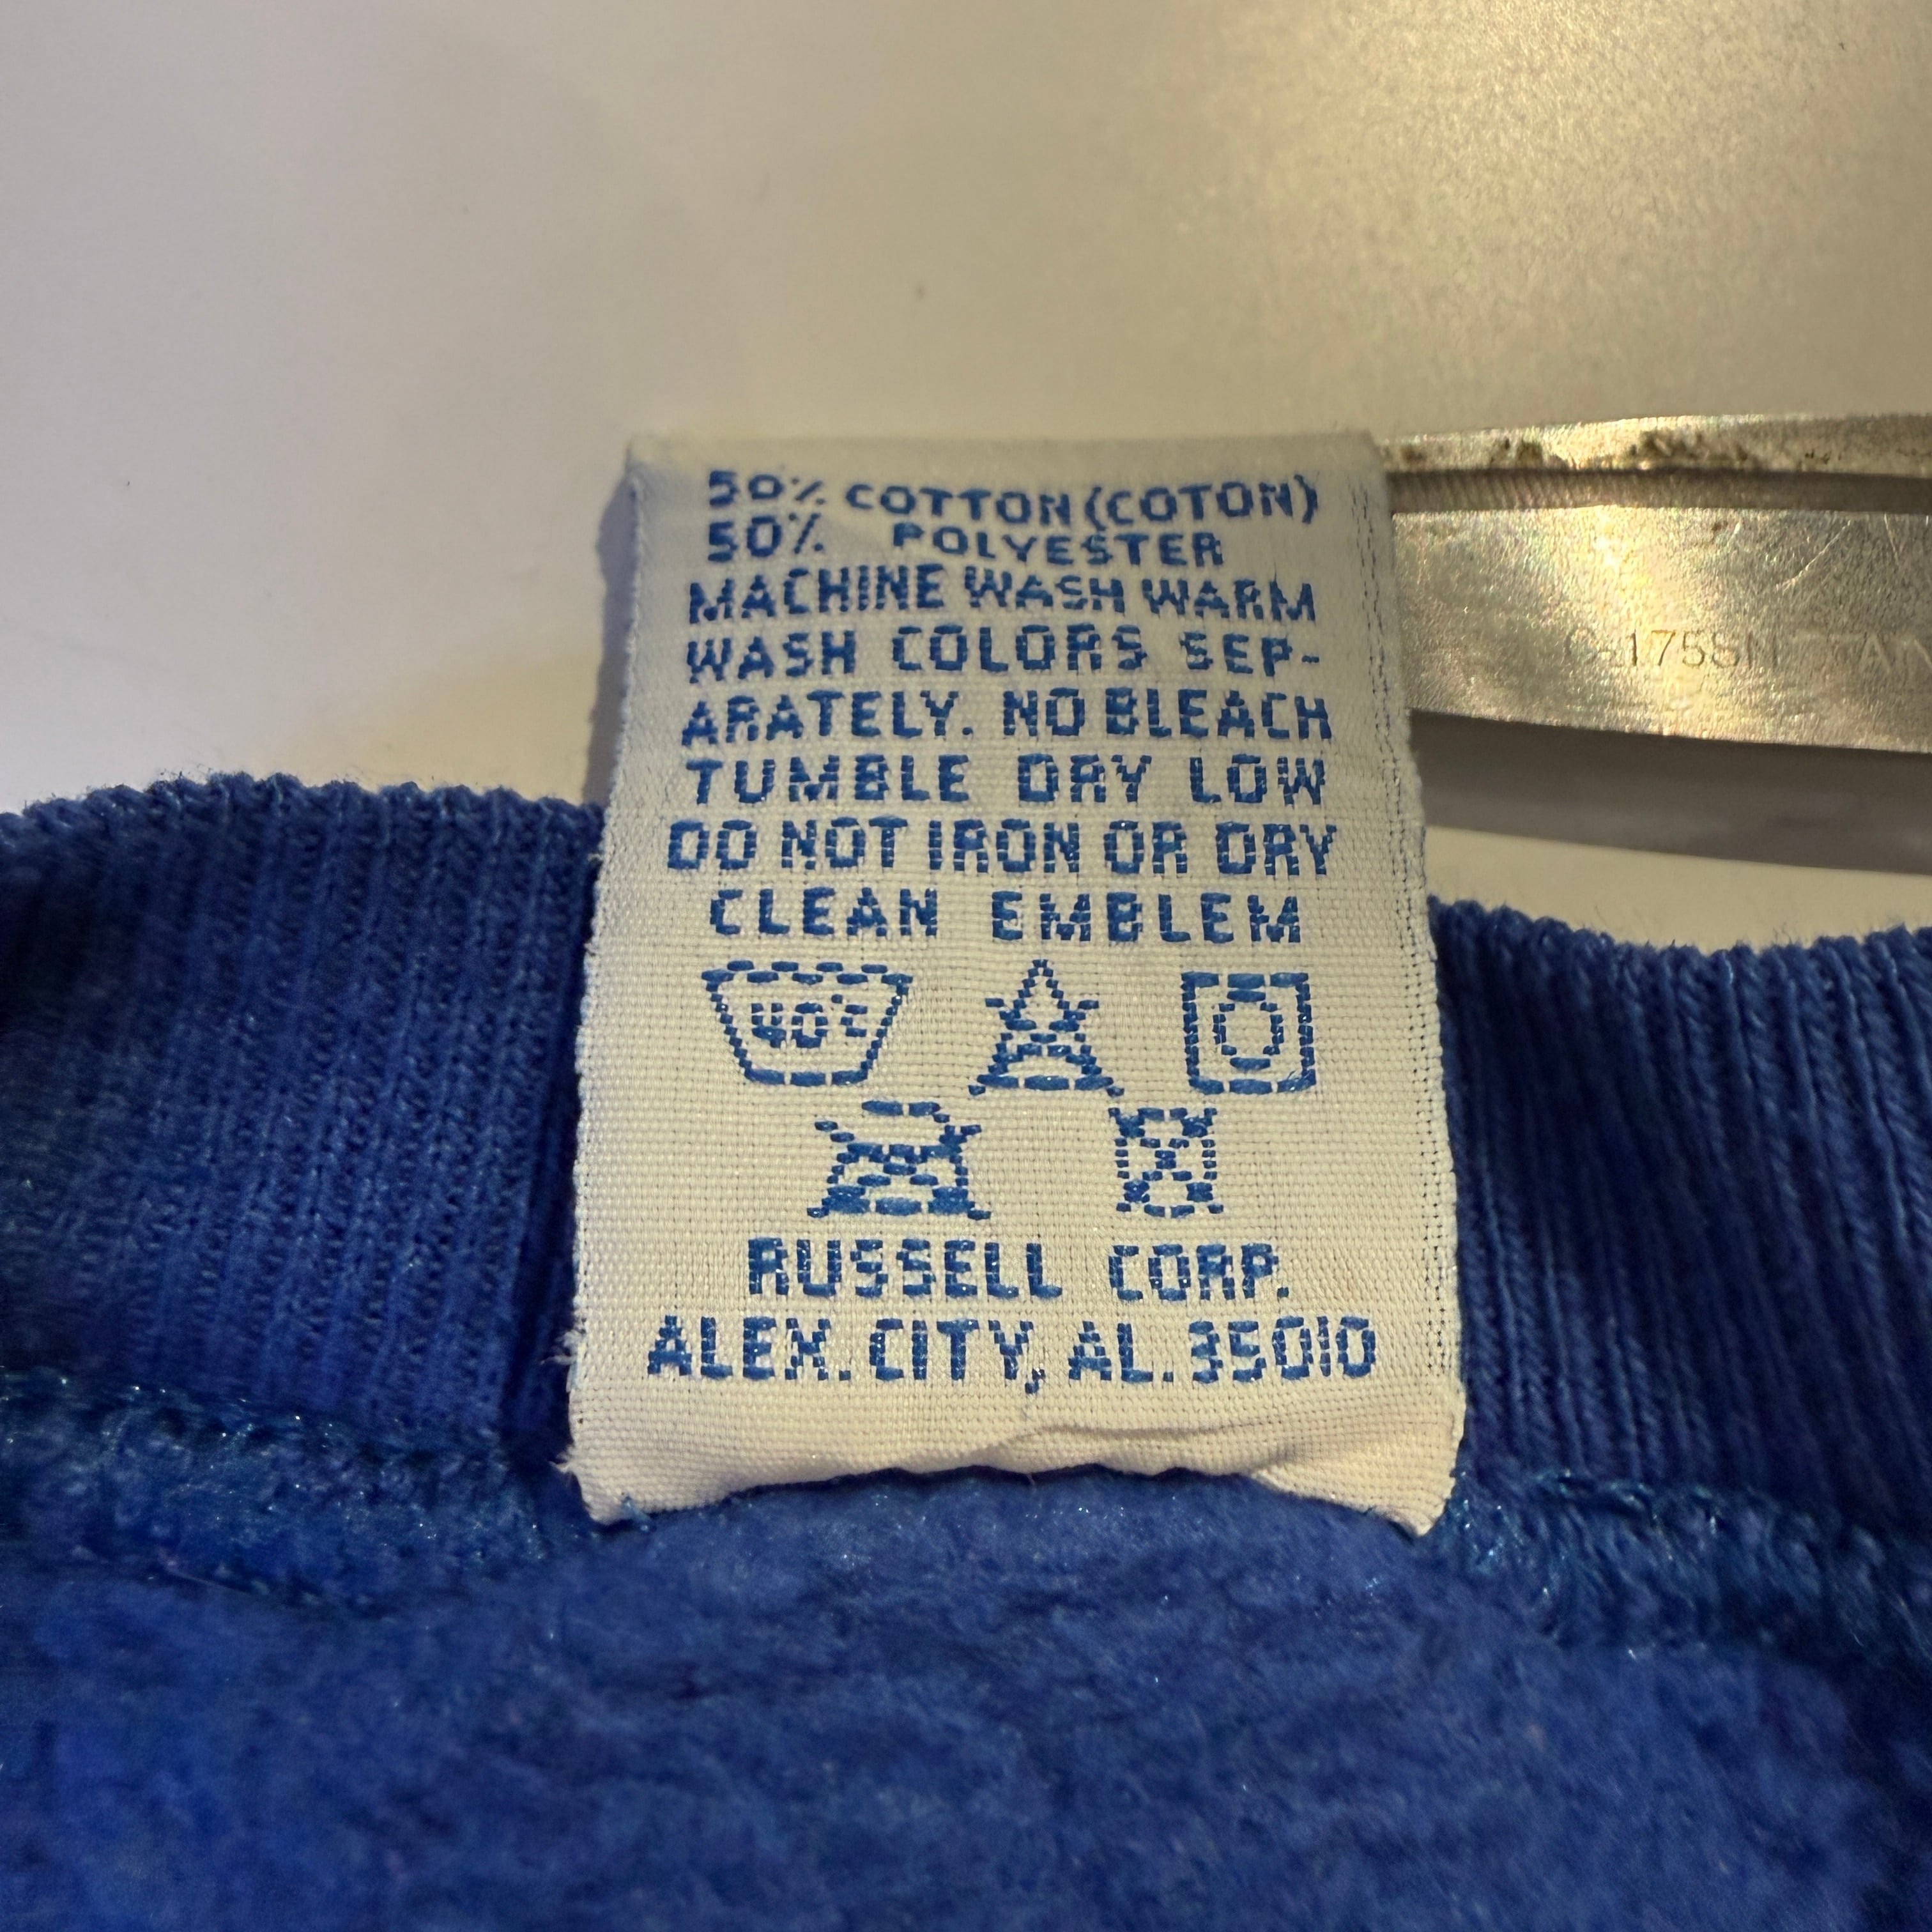 50% COTTON (COTON)
50% POLYESTER
MACHINE WASH WARM
WASH COLORS SEP-
ARATELY. NO BLEACH
TUMBLE DRY LOW
DO NOT IRON OR DRY
CLEAN EMBLEM
40°C
RUSSELL CORP.
ALEX. CITY, AL. 35010